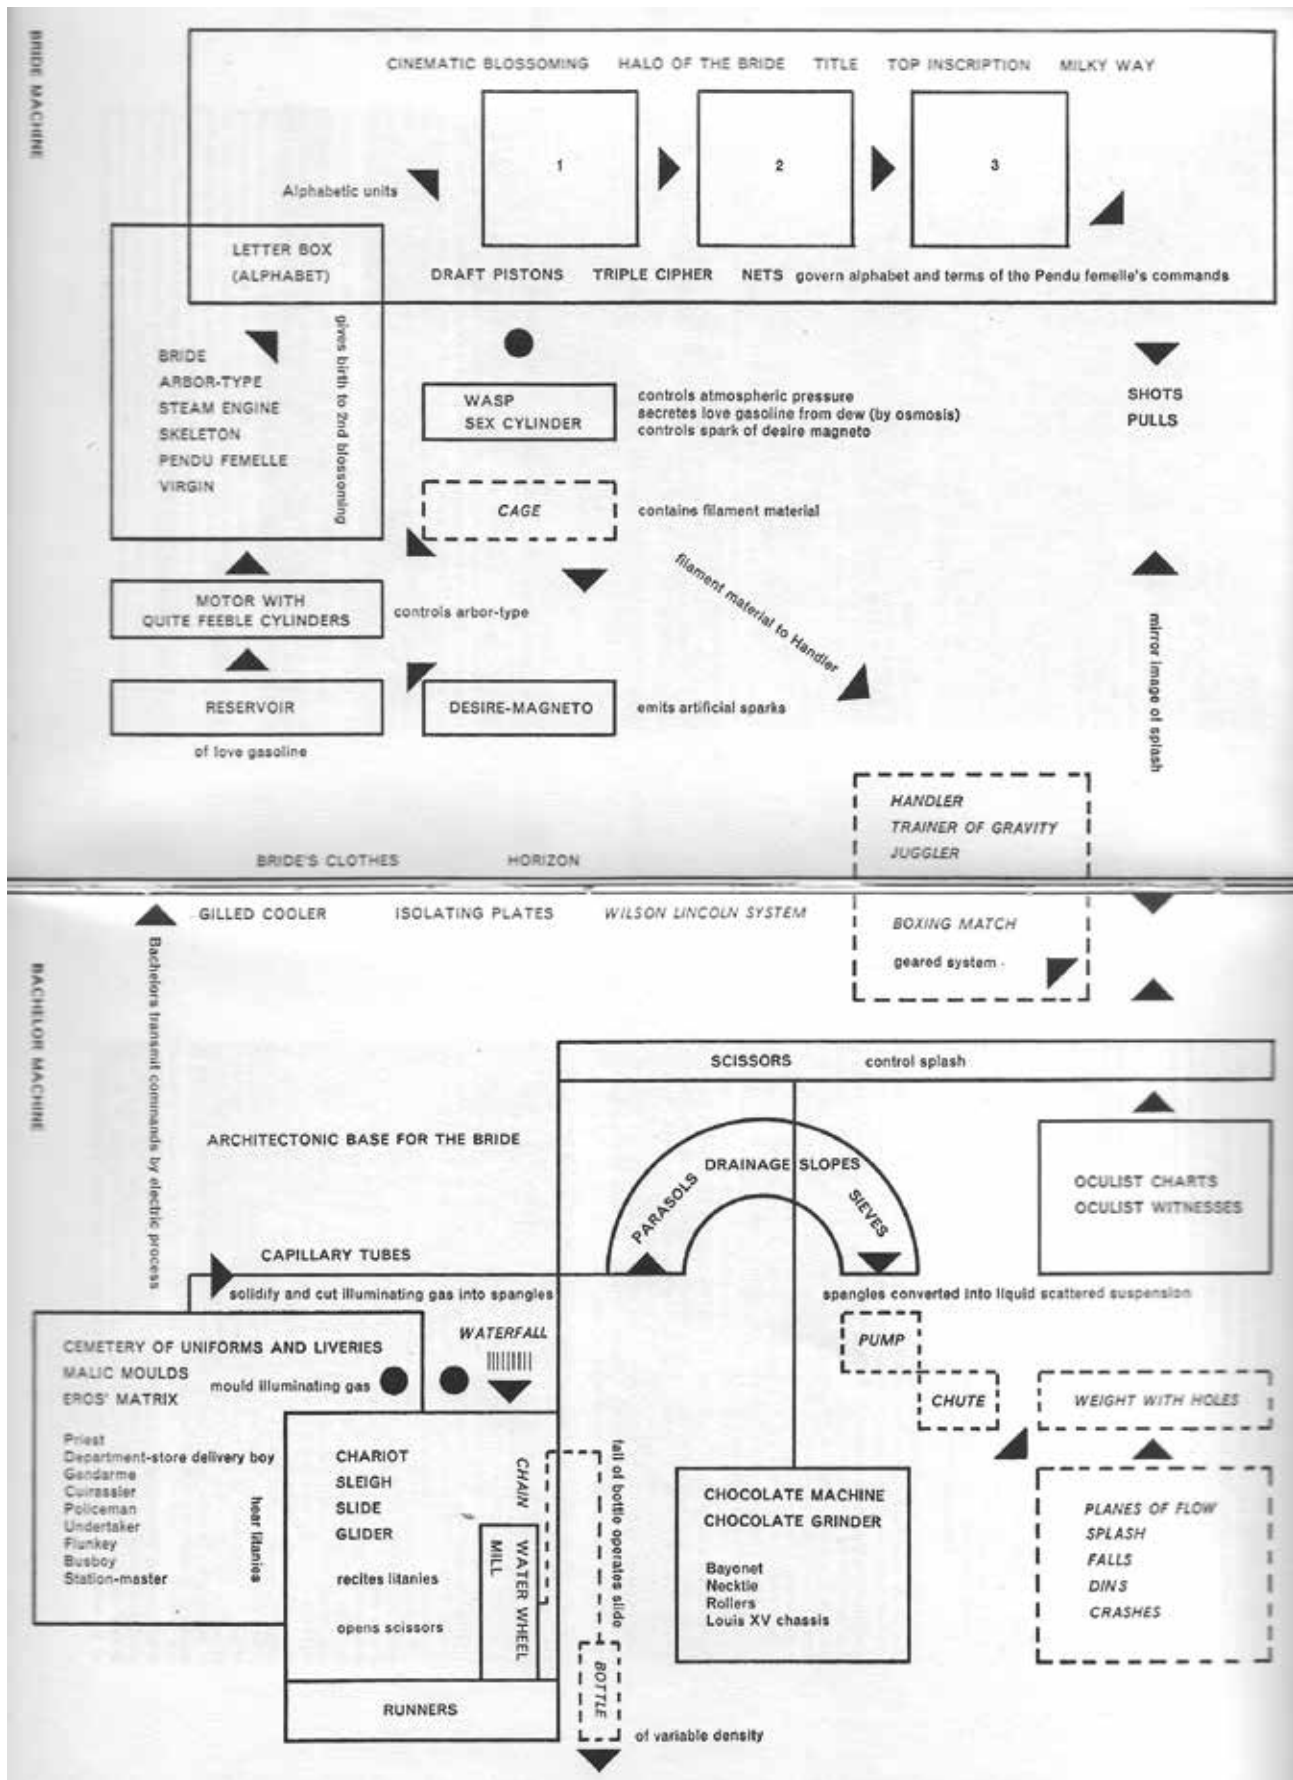 BRIDE MACHINE
CINEMATIC BLOSSOMING HALO OF THE BRIDE TITLE TOP INSCRIPTION MILKY WAY
1
2
3
Alphabetic units
LETTER BOX
(ALPHABET)
DRAFT PISTONS TRIPLE CIPHER NETS govern alphabet and terms of the Pendu femelle's commands
gives birth to 2nd blossoming
BRIDE
ARBOR-TYPE
STEAM ENGINE
SKELETON
PENDU FEMELLE
VIRGIN
WASP
SEX CYLINDER
controls atmospheric pressure
secretes love gasoline from dew (by osmosis)
controls spark of desire magneto
SHOTS
PULLS
CAGE
contains filament material
filament material to Handler
MOTOR WITH
QUITE FEEBLE CYLINDERS
controls arbor-type
mirror image of splash
RESERVOIR
of love gasoline
DESIRE-MAGNETO
emits artificial sparks
HANDLER
TRAINER OF GRAVITY
JUGGLER
BRIDE'S CLOTHES HORIZON
GILLED COOLER ISOLATING PLATES WILSON LINCOLN SYSTEM
BOXING MATCH
geared system
BACHELOR MACHINE
Bachelors transmit commands by electric process
SCISSORS control splash
ARCHITECTONIC BASE FOR THE BRIDE
DRAINAGE SLOPES
PARASOLS
SIEVES
OCULIST CHARTS
OCULIST WITNESSES
CAPILLARY TUBES
solidify and cut illuminating gas into spangles
spangles converted into liquid scattered suspension
CEMETERY OF UNIFORMS AND LIVERIES
MALIC MOULDS
EROS' MATRIX
mould illuminating gas
WATERFALL
PUMP
CHUTE
WEIGHT WITH HOLES
Priest
Department-store delivery boy
Gendarme
Cuirassier
Policeman
Undertaker
Flunkey
Busboy
Station-master
hear litanies
CHARIOT
SLEIGH
SLIDE
GLIDER
recites litanies
opens scissors
CHAIN
WATER WHEEL
MILL
fall of bottle operates slide
BOTTLE
of variable density
RUNNERS
CHOCOLATE MACHINE
CHOCOLATE GRINDER
Bayonet
Necktie
Rollers
Louis XV chassis
PLANES OF FLOW
SPLASH
FALLS
DINS
CRASHES